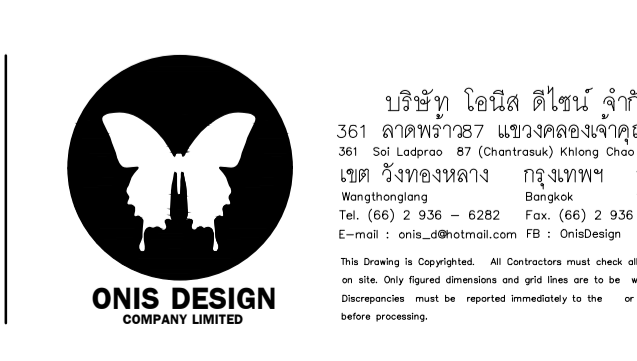 ONIS DESIGN
COMPANY LIMITED
บริษัท โอนีส ดีไซน์
361 ลาดพร้าว87 แขวงคลองเจ้าคุณ
361 Soi Ladprao 87 (Chantrasuk) Khlong Chao
เขต วังทองหลาง กรุงเทพฯ
Wangthonglang Bangkok
Tel. (66) 2 936 - 6282 Fax. (66) 2 936
E-mail : onis_d@hotmail.com FB : OnisDesign
This Drawing is Copyrighted. All Contractors must check all
on site. Only figured dimensions and grid lines are to be
Discrepancies must be reported immediately to the or
before processing.